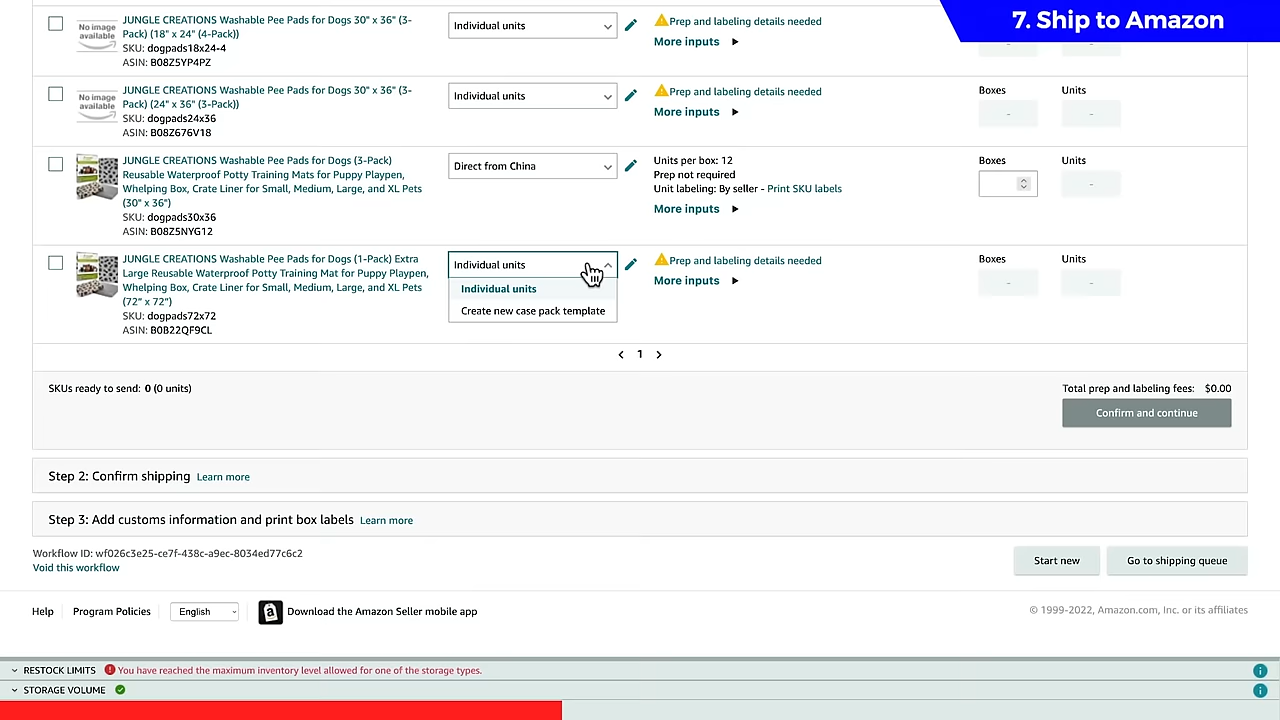 7. Ship to Amazon
No image available
JUNGLE CREATIONS Washable Pee Pads for Dogs 30" x 36" (3-
Pack) (18" x 24" (4-Pack))
SKU: dogpads18x24-4
ASIN: B08Z5YP4PZ
Individual units
Prep and labeling details needed
More inputs
-
-
No image available
JUNGLE CREATIONS Washable Pee Pads for Dogs 30" x 36" (3-
Pack) (24" x 36" (3-Pack))
SKU: dogpads24x36
ASIN: B08Z676V18
Individual units
Prep and labeling details needed
More inputs
Boxes
-
Units
-
JUNGLE CREATIONS Washable Pee Pads for Dogs (3-Pack)
Reusable Waterproof Potty Training Mats for Puppy Playpen,
Whelping Box, Crate Liner for Small, Medium, Large, and XL Pets
(30" x 36")
SKU: dogpads30x36
ASIN: B08Z5NYG12
Direct from China
Units per box: 12
Prep not required
Unit labeling: By seller - Print SKU labels
More inputs
Boxes
Units
-
JUNGLE CREATIONS Washable Pee Pads for Dogs (1-Pack) Extra
Large Reusable Waterproof Potty Training Mat for Puppy Playpen,
Whelping Box, Crate Liner for Small, Medium, Large, and XL Pets
(72" x 72")
SKU: dogpads72x72
ASIN: B0B22QF9CL
Individual units
Individual units
Create new case pack template
Prep and labeling details needed
More inputs
Boxes
-
Units
-
1
SKUs ready to send: 0 (0 units)
Total prep and labeling fees: $0.00
Confirm and continue
Step 2: Confirm shipping Learn more
Step 3: Add customs information and print box labels Learn more
Workflow ID: wf026c3e25-ce7f-438c-a9ec-8034ed77c6c2
Void this workflow
Start new
Go to shipping queue
Help
Program Policies
English
Download the Amazon Seller mobile app
© 1999-2022, Amazon.com, Inc. or its affiliates
RESTOCK LIMITS You have reached the maximum inventory level allowed for one of the storage types.
STORAGE VOLUME